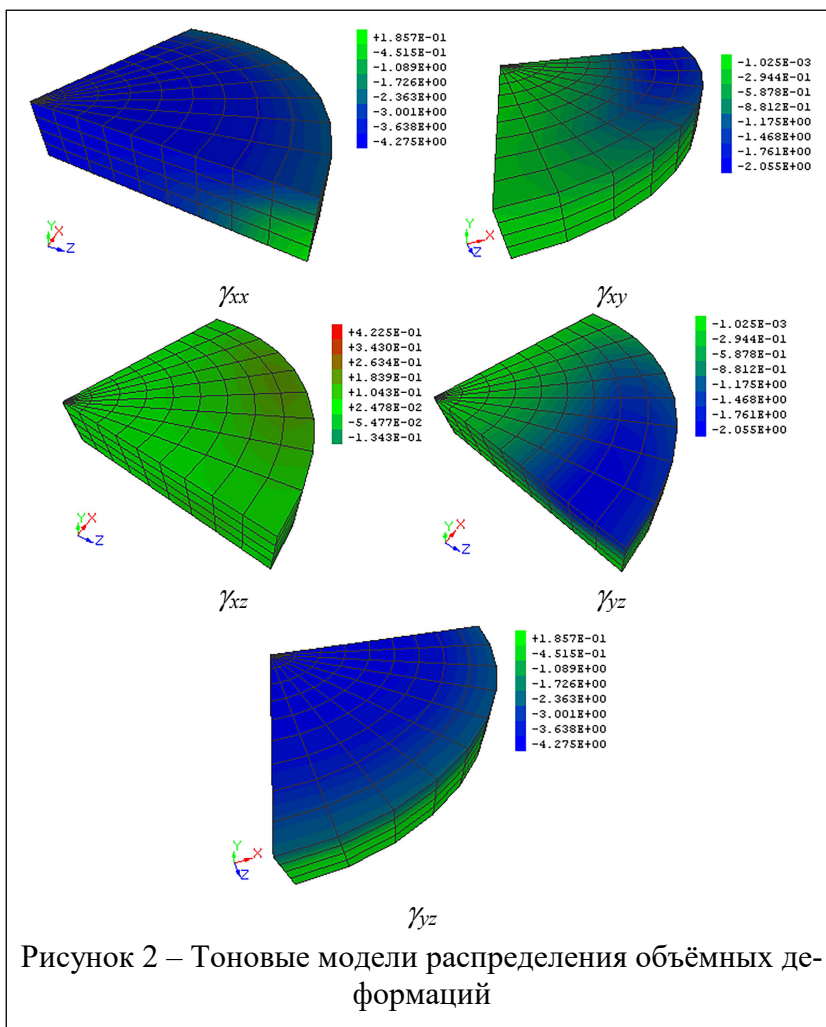 +1.857E-01
-4.515E-01
-1.089E+00
-1.726E+00
-2.363E+00
-3.001E+00
-3.638E+00
-4.275E+00
Y
X
Z
γxx
-1.025E-03
-2.944E-01
-5.878E-01
-8.812E-01
-1.175E+00
-1.468E+00
-1.761E+00
-2.055E+00
Y
X
Z
γxy
+4.225E-01
+3.430E-01
+2.634E-01
+1.839E-01
+1.043E-01
+2.478E-02
-5.477E-02
-1.343E-01
Y
X
Z
γxz
-1.025E-03
-2.944E-01
-5.878E-01
-8.812E-01
-1.175E+00
-1.468E+00
-1.761E+00
-2.055E+00
Y
X
Z
γyz
+1.857E-01
-4.515E-01
-1.089E+00
-1.726E+00
-2.363E+00
-3.001E+00
-3.638E+00
-4.275E+00
Y
X
Z
γyz
Рисунок 2 – Тоновые модели распределения объёмных де-
формаций